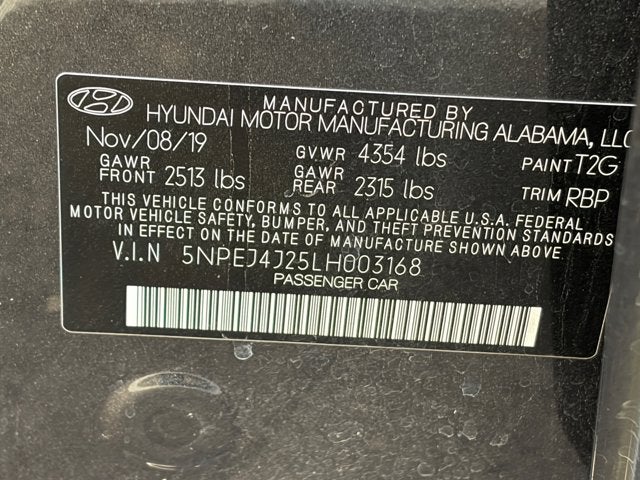 MANUFACTURED BY
HYUNDAI MOTOR MANUFACTURING ALABAMA, LLC
Nov/08/19 GVWR 4354 lbs PAINT T2G
GAWR FRONT 2513 lbs GAWR REAR 2315 lbs TRIM RBP
THIS VEHICLE CONFORMS TO ALL APPLICABLE U.S.A. FEDERAL
MOTOR VEHICLE SAFETY, BUMPER, AND THEFT PREVENTION STANDARDS
IN EFFECT ON THE DATE OF MANUFACTURE SHOWN ABOVE.
V.I.N 5NPEJ4J25LH003168
PASSENGER CAR